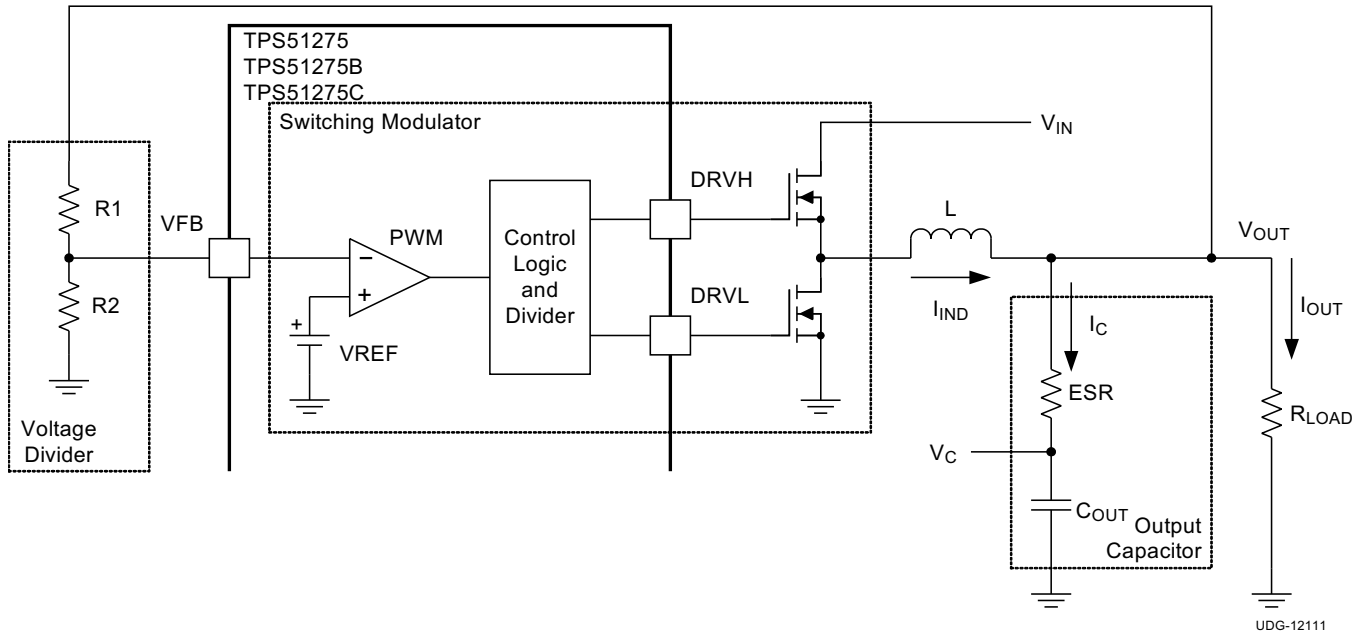 TPS51275
TPS51275B
TPS51275C
Switching Modulator
VIN
DRVH
R1
VFB
PWM
Control
Logic
and
Divider
L
VOUT
−
+
R2
DRVL
IIND
IOUT
IC
+
VREF
ESR
RLOAD
Voltage
Divider
VC
COUT
Output
Capacitor
UDG-12111